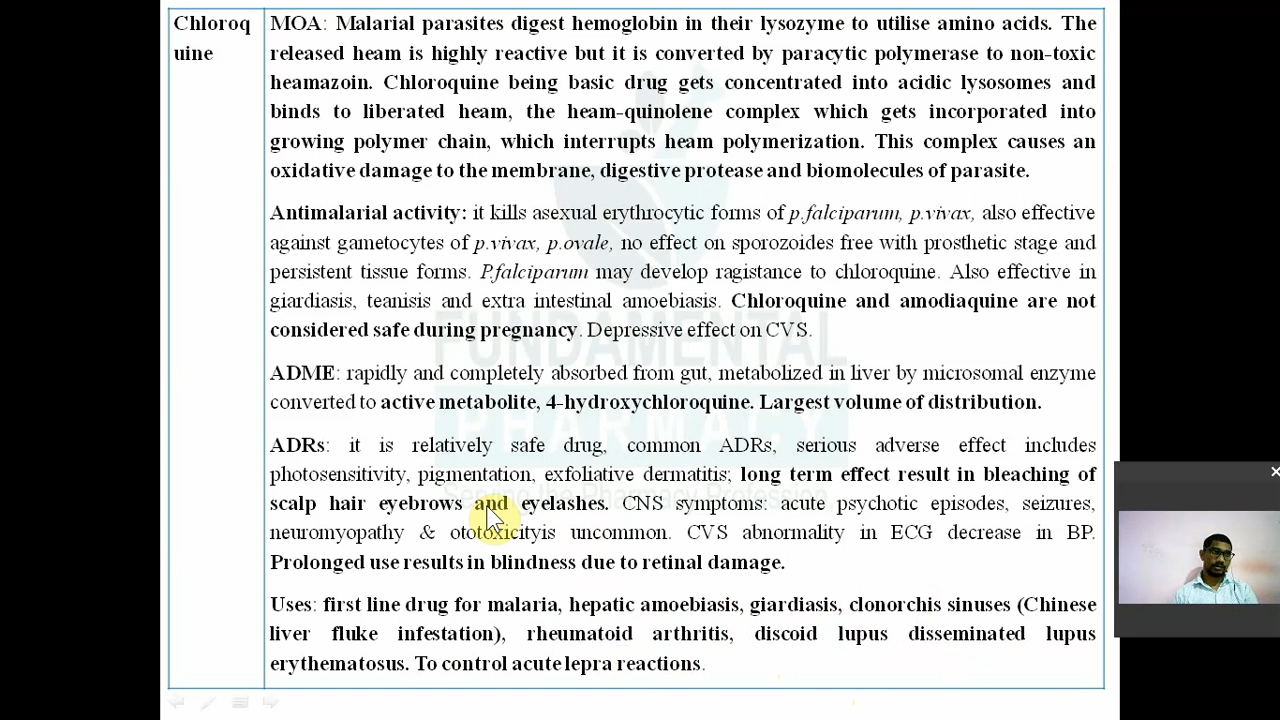 Chloroq
uine
MOA: Malarial parasites digest hemoglobin in their lysozyme to utilise amino acids. The
released heam is highly reactive but it is converted by paracytic polymerase to non-toxic
heamazoin. Chloroquine being basic drug gets concentrated into acidic lysosomes and
binds to liberated heam, the heam-quinolene complex which gets incorporated into
growing polymer chain, which interrupts heam polymerization. This complex causes an
oxidative damage to the membrane, digestive protease and biomolecules of parasite.
Antimalarial activity: it kills asexual erythrocytic forms of p.falciparum, p.vivax, also effective
against gametocytes of p.vivax, p.ovale, no effect on sporozoides free with prosthetic stage and
persistent tissue forms. P.falciparum may develop ragistance to chloroquine. Also effective in
giardiasis, teanisis and extra intestinal amoebiasis. Chloroquine and amodiaquine are not
considered safe during pregnancy. Depressive effect on CVS.
ADME: rapidly and completely absorbed from gut, metabolized in liver by microsomal enzyme
converted to active metabolite, 4-hydroxychloroquine. Largest volume of distribution.
ADRs: it is relatively safe drug, common ADRs, serious adverse effect includes
photosensitivity, pigmentation, exfoliative dermatitis; long term effect result in bleaching of
scalp hair eyebrows and eyelashes. CNS symptoms: acute psychotic episodes, seizures,
neuromyopathy & ototoxicityis uncommon. CVS abnormality in ECG decrease in BP.
Prolonged use results in blindness due to retinal damage.
Uses: first line drug for malaria, hepatic amoebiasis, giardiasis, clonorchis sinuses (Chinese
liver fluke infestation), rheumatoid arthritis, discoid lupus disseminated lupus
erythematosus. To control acute lepra reactions.
FUNDAMENTAL
PHARMACY
Serving the Pharmacy Profession